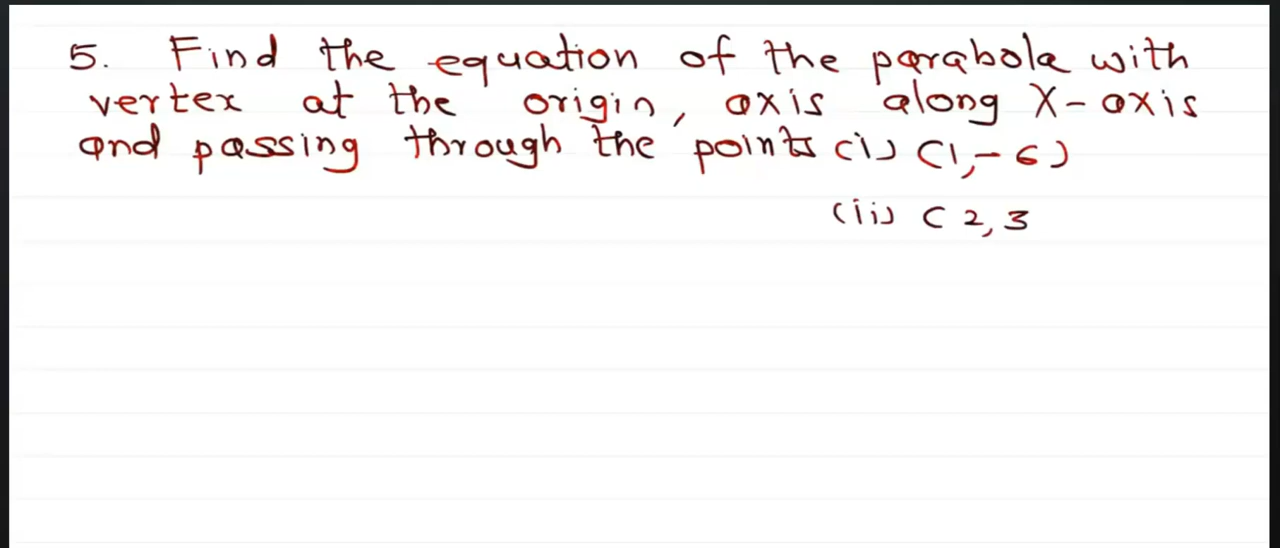 5. Find the equation of the parabola with
vertex at the origin, axis along X-axis
and passing through the points (i) (1,-6)
(ii) ( 2, 3